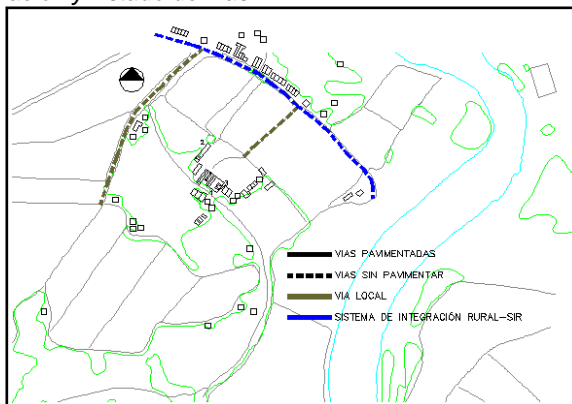 VIAS PAVIMENTADAS
VIAS SIN PAVIMENTAR
VIA LOCAL
SISTEMA DE INTEGRACIÓN RURAL-SIR